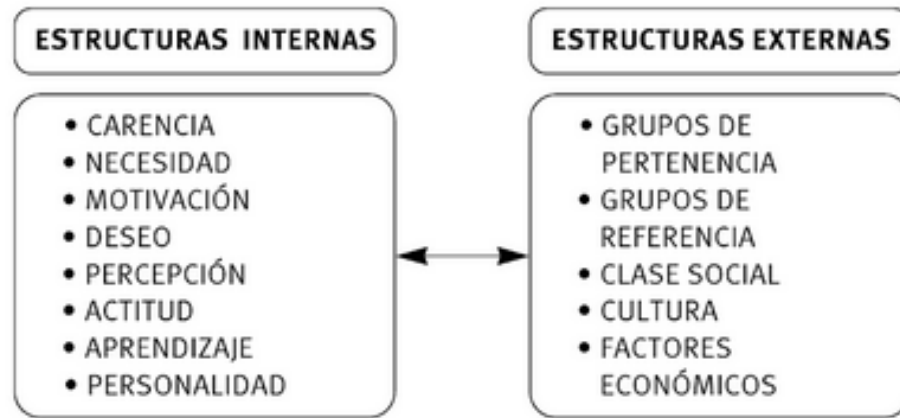 ESTRUCTURAS INTERNAS
• CARENCIA
• NECESIDAD
• MOTIVACIÓN
• DESEO
• PERCEPCIÓN
• ACTITUD
• APRENDIZAJE
• PERSONALIDAD
ESTRUCTURAS EXTERNAS
• GRUPOS DE
PERTENENCIA
• GRUPOS DE
REFERENCIA
• CLASE SOCIAL
• CULTURA
• FACTORES
ECONÓMICOS